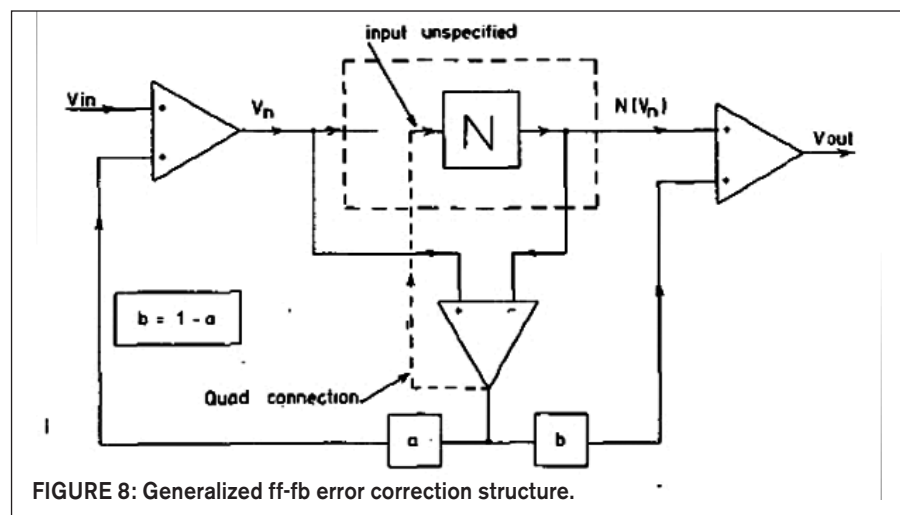 input unspecified
Vin
+
+
Vn
N
N(Vn)
+
+
Vout
+
-
b = 1 - a
Quad connection
a
b
FIGURE 8: Generalized ff-fb error correction structure.